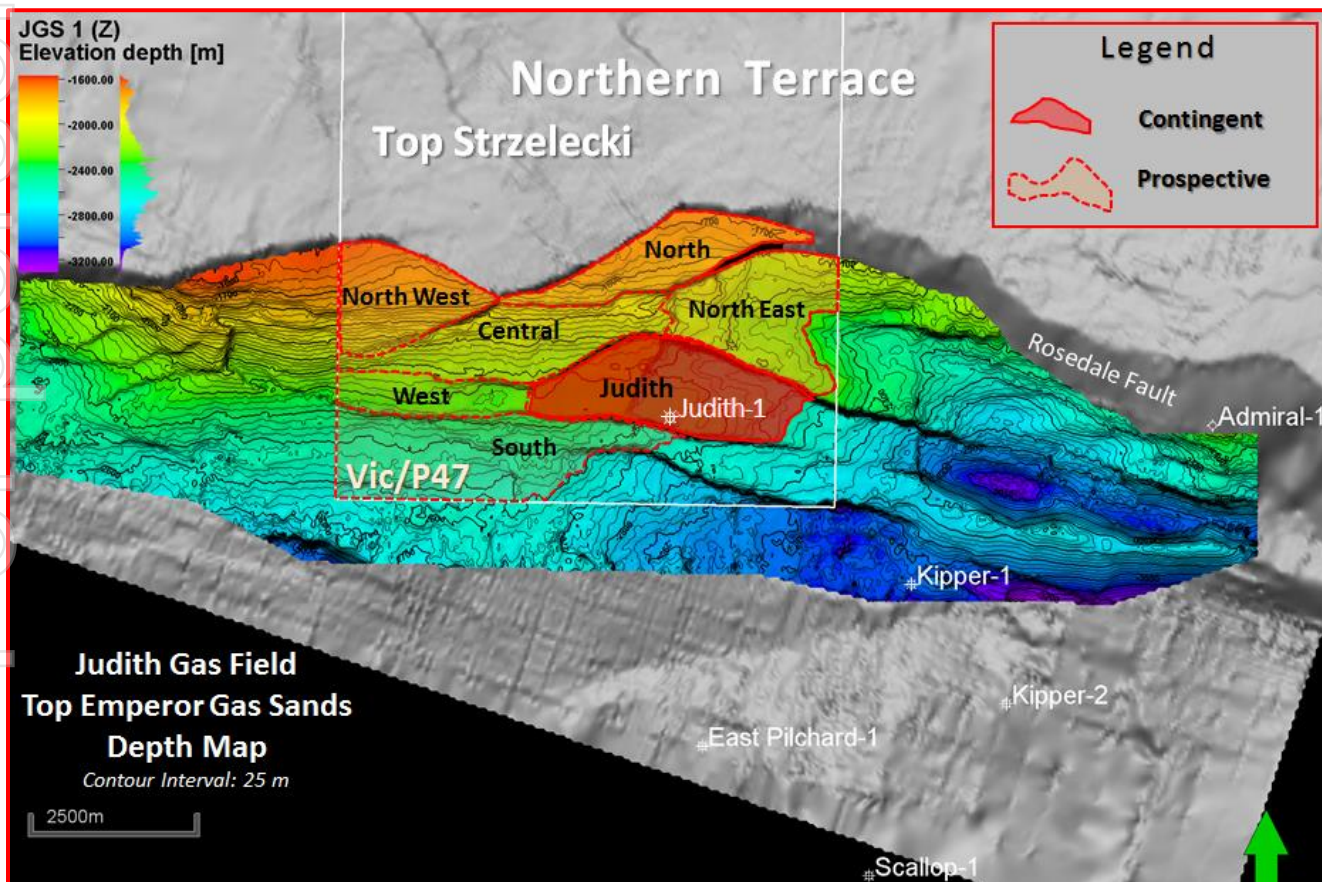 JGS 1 (Z)
Elevation depth [m]
-1600.00
-2000.00
-2400.00
-2800.00
-3200.00
Northern Terrace
Top Strzelecki
Legend
Contingent
Prospective
North
North West
North East
Central
West
Judith
Judith-1
South
Vic/P47
Rosedale Fault
Admiral-1
Kipper-1
Kipper-2
East Pilchard-1
Scallop-1
Judith Gas Field
Top Emperor Gas Sands
Depth Map
Contour Interval: 25 m
2500m